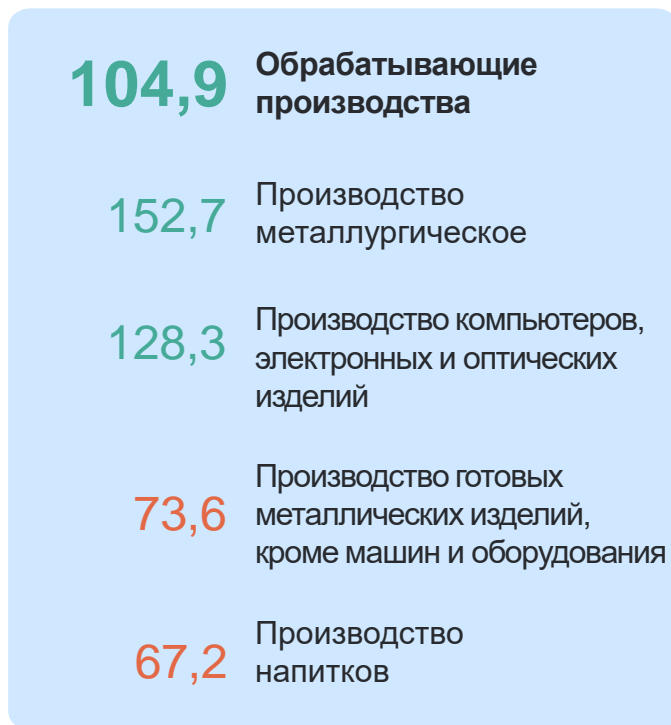 104,9 Обрабатывающие
производства
152,7 Производство
металлургическое
128,3 Производство компьютеров,
электронных и оптических
изделий
73,6 Производство готовых
металлических изделий,
кроме машин и оборудования
67,2 Производство
напитков